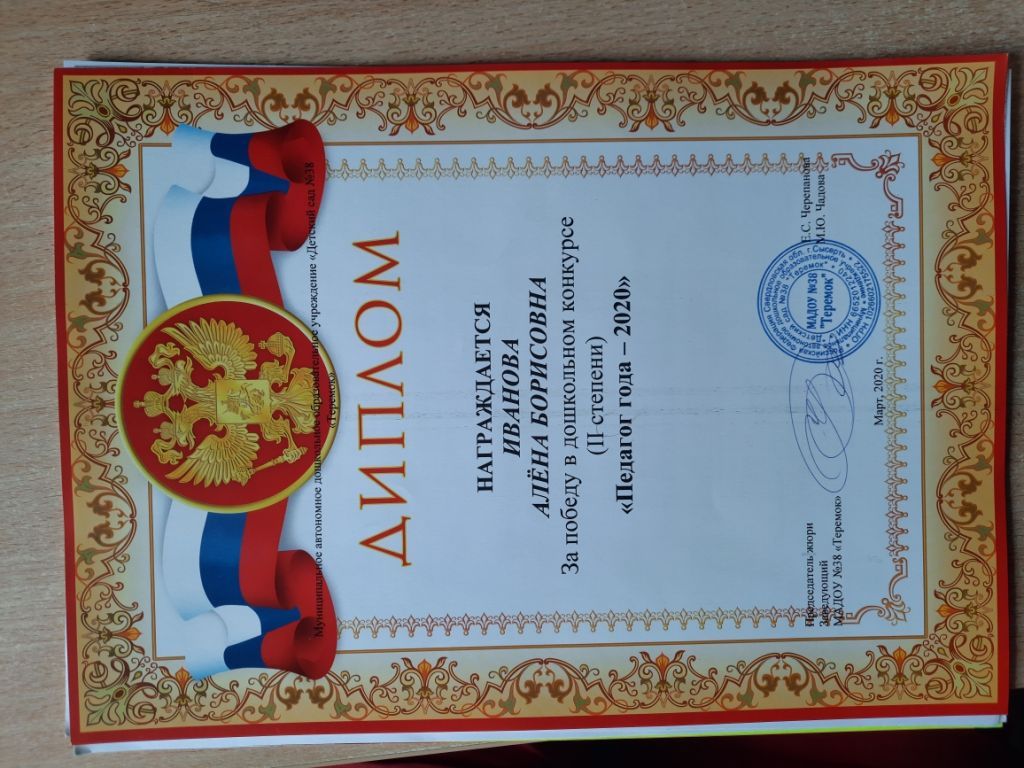 Муниципальное автономное дошкольное образовательное учреждение «Детский сад №38
«Теремок»
ДИПЛОМ
НАГРАЖДАЕТСЯ
ИВАНОВА
АЛЁНА БОРИСОВНА
За победу в дошкольном конкурсе
(II степени)
«Педагог года – 2020»
Председатель жюри Е.С. Черепанова
Заведующий М.Ю. Чадова
МАДОУ №38 «Теремок»
МАДОУ №38
"Теремок"
Март, 2020 г.